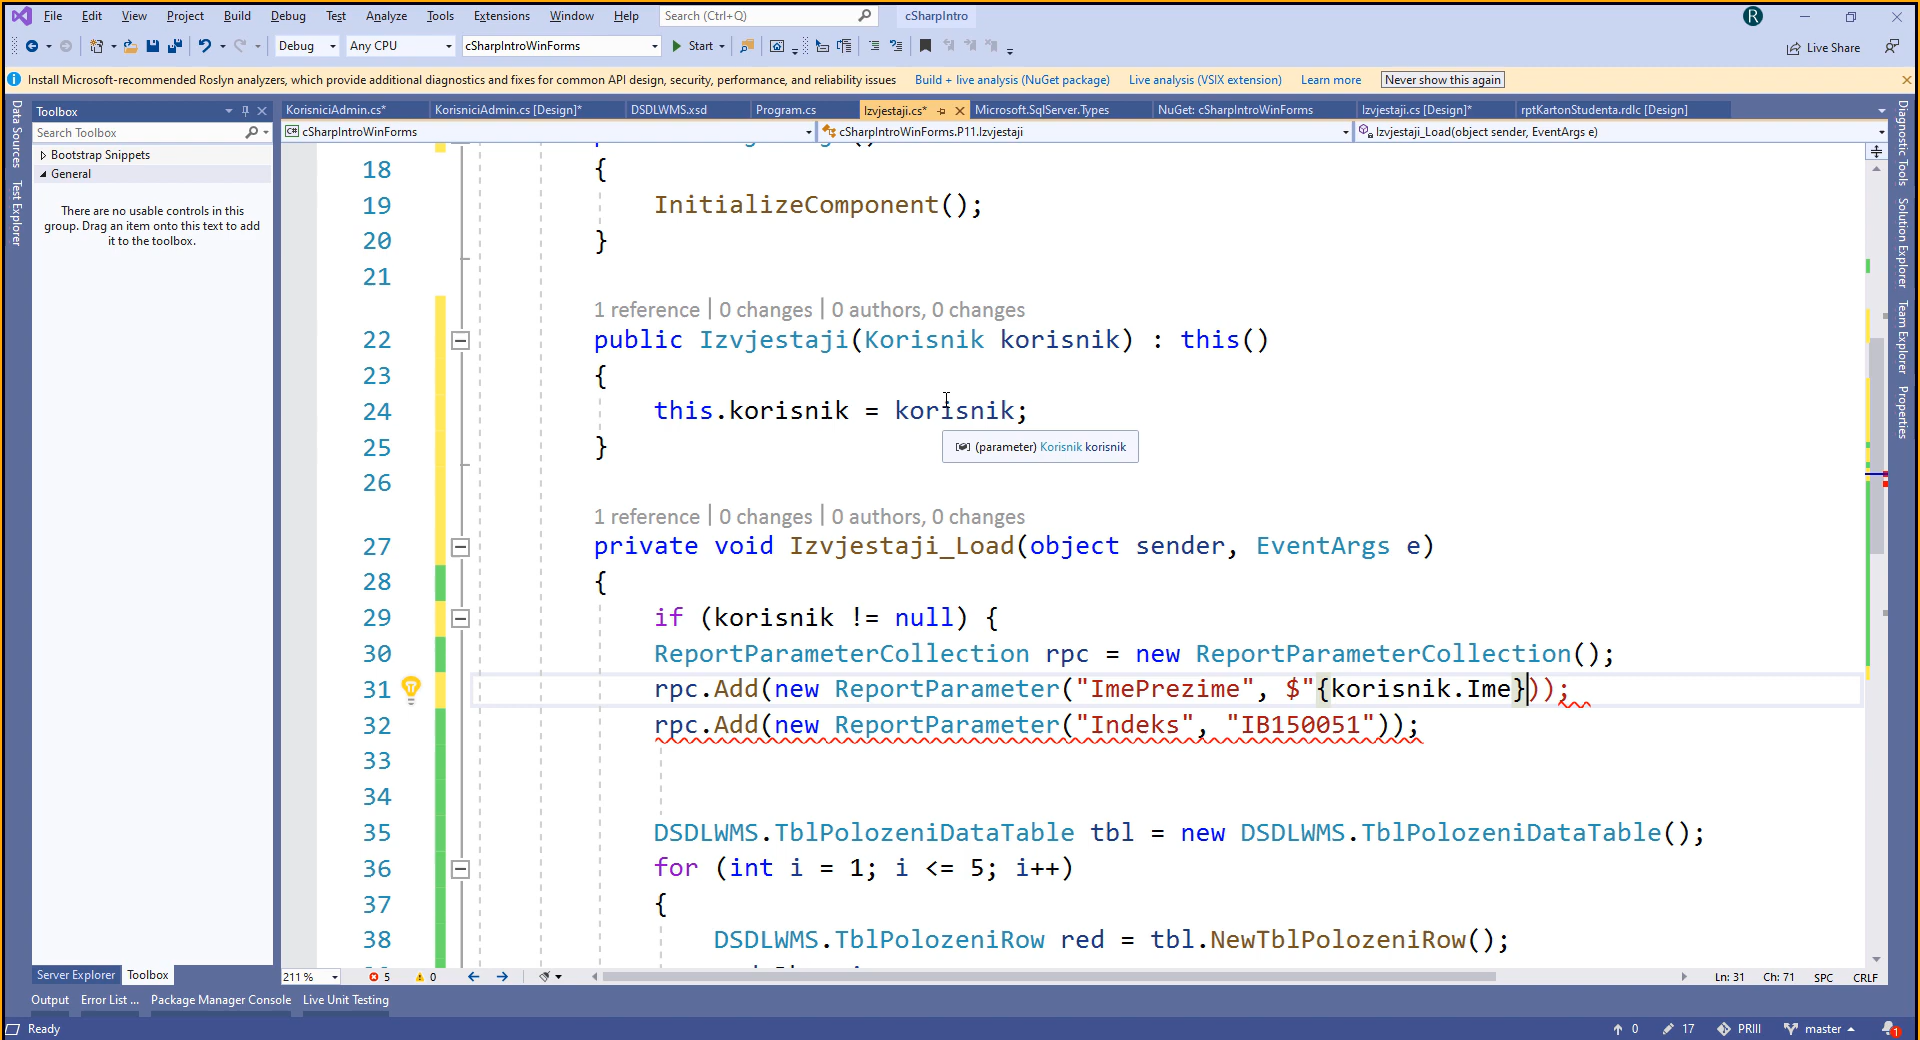 File Edit View Project Build Debug Test Analyze Tools Extensions Window Help Search (Ctrl+Q) cSharpIntro R
Debug Any CPU cSharpIntroWinForms Start Live Share
Install Microsoft-recommended Roslyn analyzers, which provide additional diagnostics and fixes for common API design, security, performance, and reliability issues Build + live analysis (NuGet package) Live analysis (VSIX extension) Learn more Never show this again
Toolbox
Search Toolbox
Bootstrap Snippets
General
There are no usable controls in this
group. Drag an item onto this text to add
it to the toolbox.
Data Sources
Test Explorer
KorisniciAdmin.cs* KorisniciAdmin.cs [Design]* DSDLWMS.xsd Program.cs Izvjestaji.cs* Microsoft.SqlServer.Types NuGet: cSharpIntroWinForms Izvjestaji.cs [Design]* rptKartonStudenta.rdlc [Design]
cSharpIntroWinForms cSharpIntroWinForms.P11.Izvjestaji Izvjestaji_Load(object sender, EventArgs e)
18 {
19 InitializeComponent();
20 }
21
1 reference | 0 changes | 0 authors, 0 changes
22 public Izvjestaji(Korisnik korisnik) : this()
23 {
24 this.korisnik = korisnik;
(parameter) Korisnik korisnik
25 }
26
1 reference | 0 changes | 0 authors, 0 changes
27 private void Izvjestaji_Load(object sender, EventArgs e)
28 {
29 if (korisnik != null) {
30 ReportParameterCollection rpc = new ReportParameterCollection();
31 rpc.Add(new ReportParameter("ImePrezime", $"{korisnik.Ime}));
32 rpc.Add(new ReportParameter("Indeks", "IB150051"));
33
34
35 DSDLWMS.TblPolozeniDataTable tbl = new DSDLWMS.TblPolozeniDataTable();
36 for (int i = 1; i <= 5; i++)
37 {
38 DSDLWMS.TblPolozeniRow red = tbl.NewTblPolozeniRow();
Diagnostic Tools
Solution Explorer
Team Explorer
Properties
Server Explorer Toolbox
211 % 5 0 Ln: 31 Ch: 71 SPC CRLF
Output Error List ... Package Manager Console Live Unit Testing
Ready 0 17 PRIII master 1